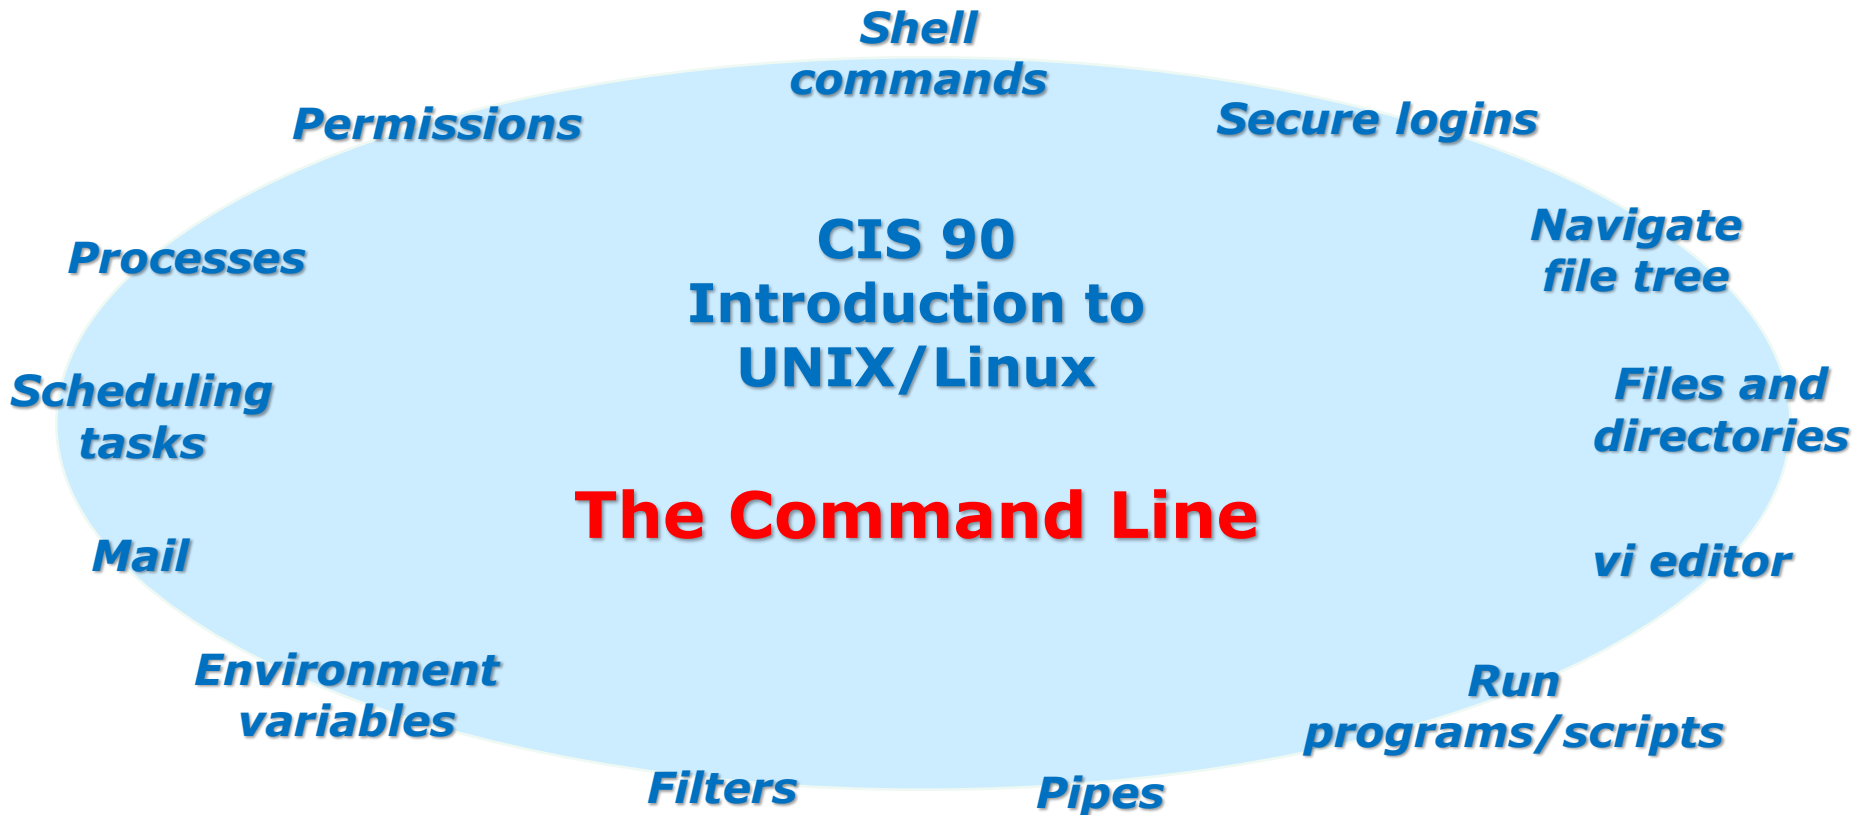 Shell
commands
Permissions
Secure logins
Processes
CIS 90
Introduction to
UNIX/Linux
Navigate
file tree
Scheduling
tasks
Files and
directories
The Command Line
Mail
vi editor
Environment
variables
Run
programs/scripts
Filters
Pipes